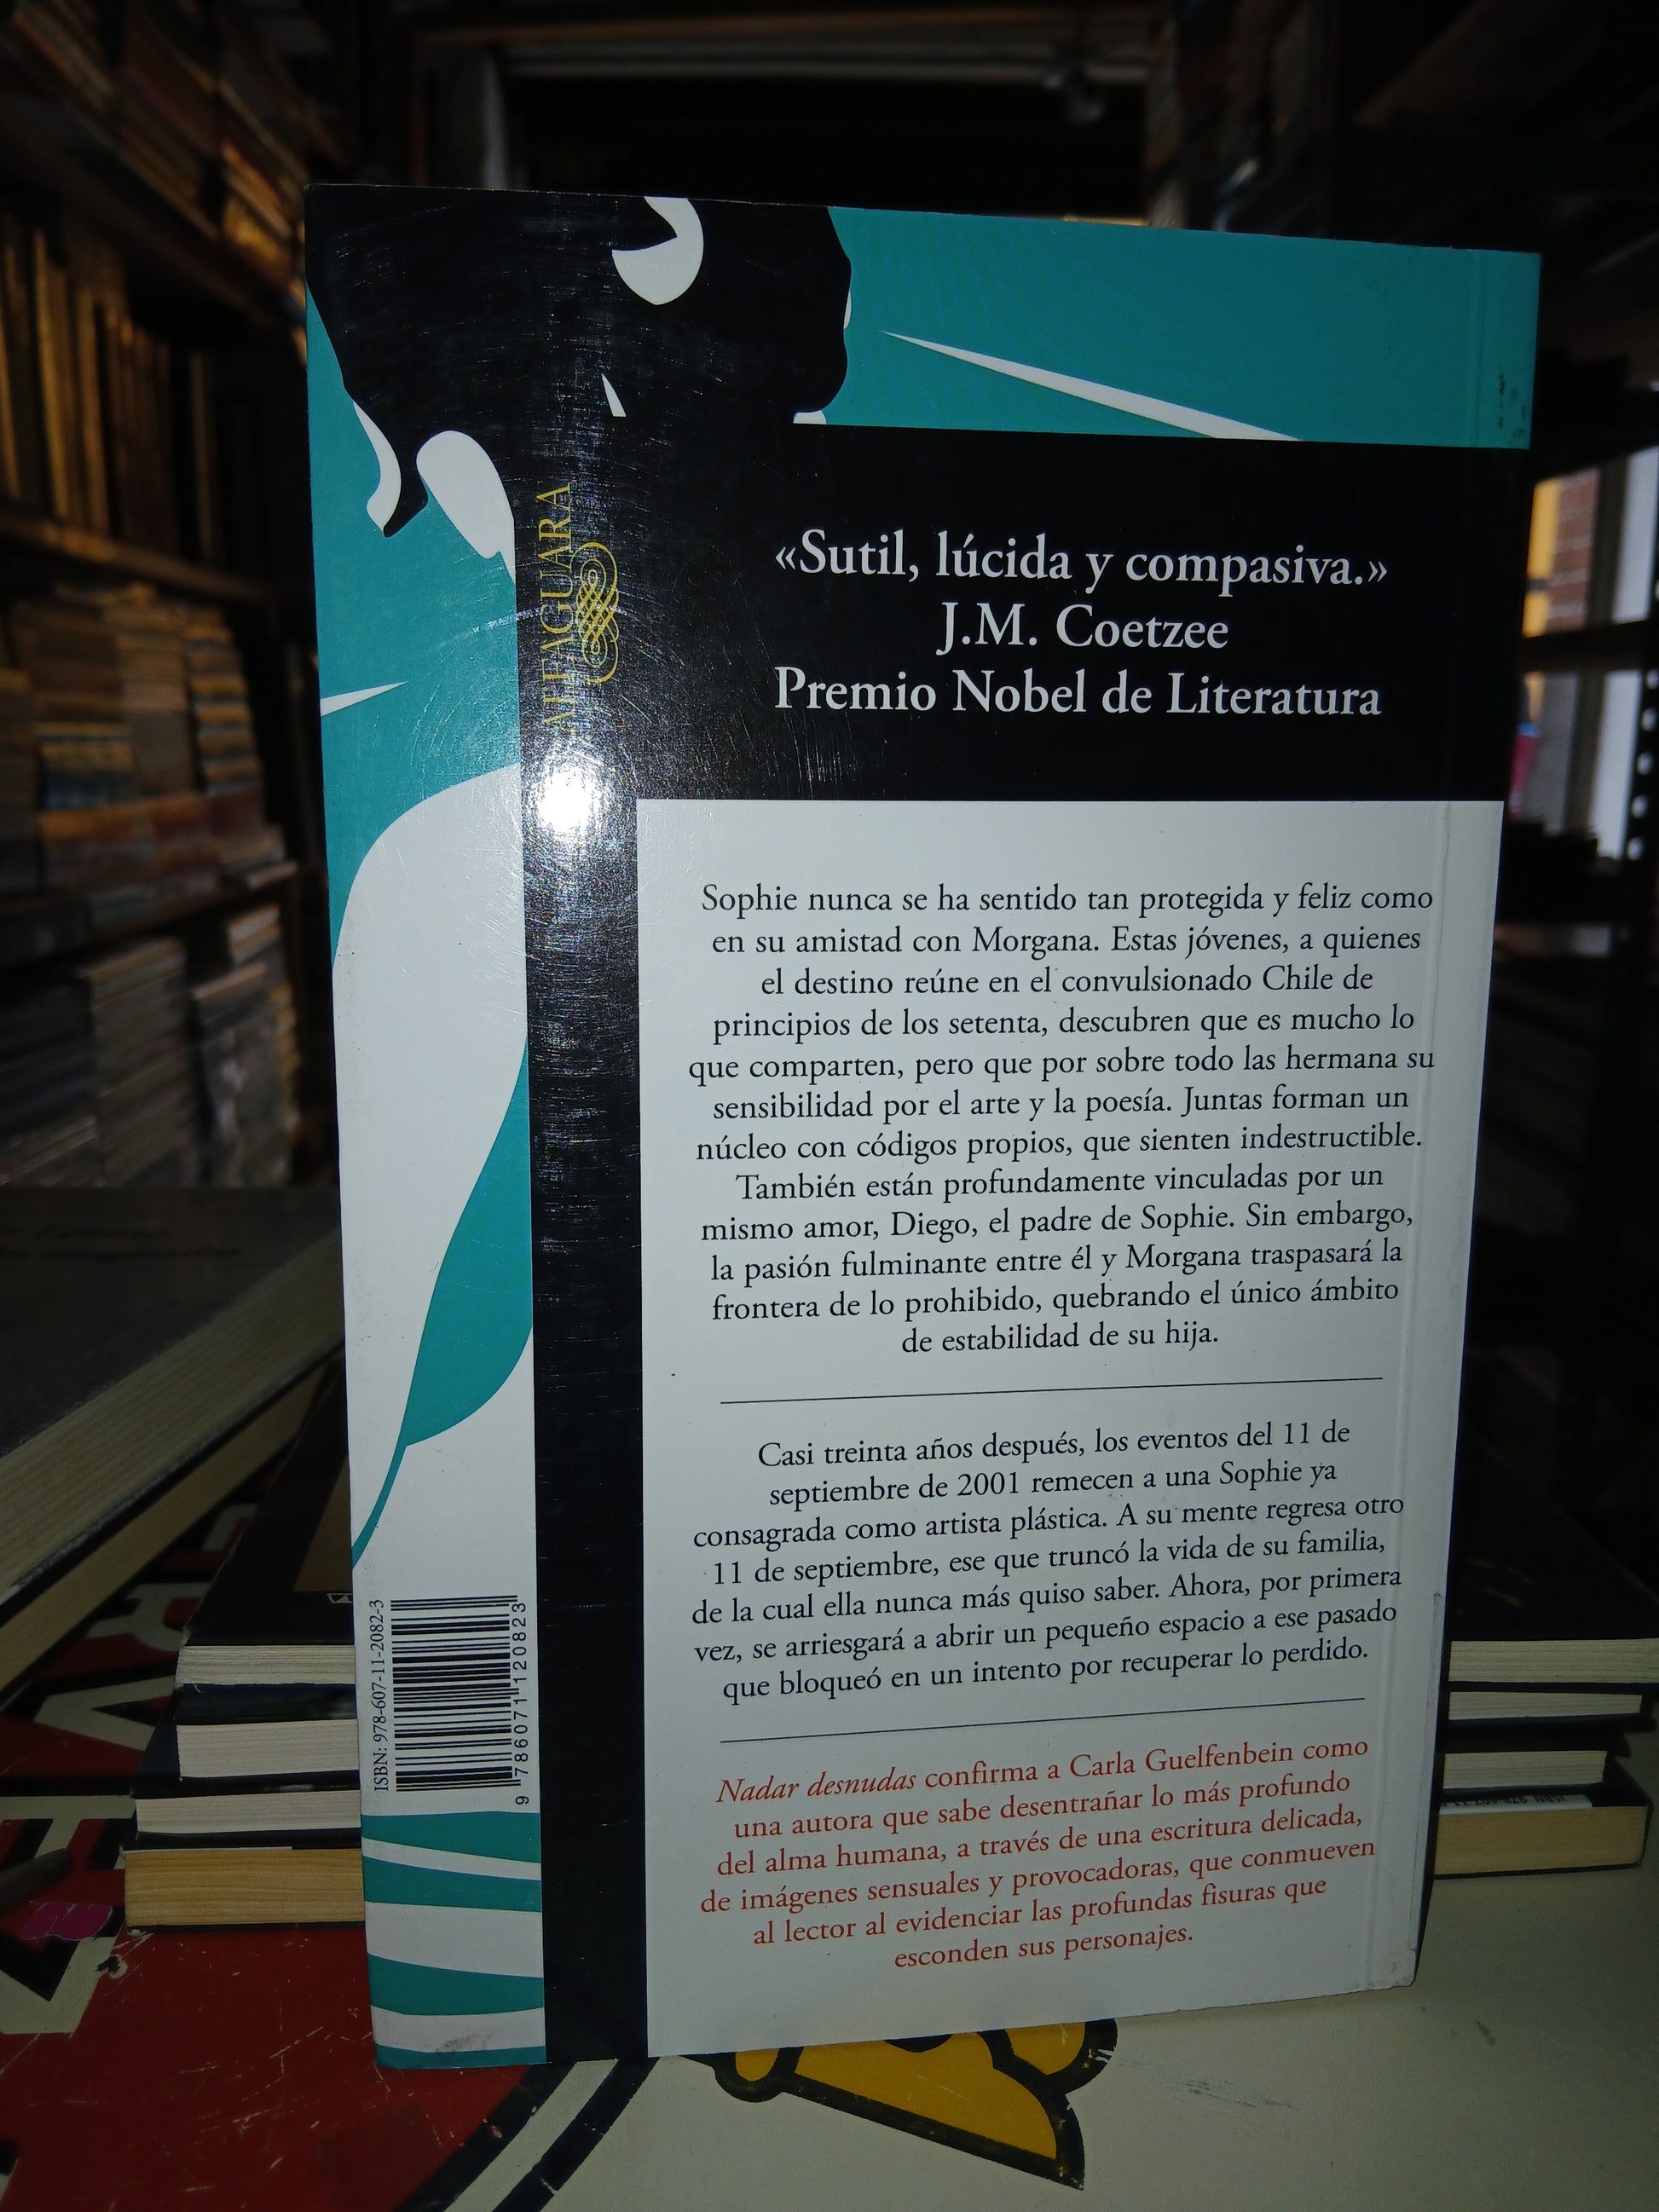 «Sutil, lúcida y compasiva.»
J.M. Coetzee
Premio Nobel de Literatura
ALFAGUARA
Sophie nunca se ha sentido tan protegida y feliz como
en su amistad con Morgana. Estas jóvenes, a quienes
el destino reúne en el convulsionado Chile de
principios de los setenta, descubren que es mucho lo
que comparten, pero que por sobre todo las hermana su
sensibilidad por el arte y la poesía. Juntas forman un
núcleo con códigos propios, que sienten indestructible.
También están profundamente vinculadas por un
mismo amor, Diego, el padre de Sophie. Sin embargo,
la pasión fulminante entre él y Morgana traspasará la
frontera de lo prohibido, quebrando el único ámbito
de estabilidad de su hija.
Casi treinta años después, los eventos del 11 de
septiembre de 2001 remecen a una Sophie ya
consagrada como artista plástica. A su mente regresa otro
11 de septiembre, ese que truncó la vida de su familia,
de la cual ella nunca más quiso saber. Ahora, por primera
vez, se arriesgará a abrir un pequeño espacio a ese pasado
que bloqueó en un intento por recuperar lo perdido.
Nadar desnudas confirma a Carla Guelfenbein como
una autora que sabe desentrañar lo más profundo
del alma humana, a través de una escritura delicada,
de imágenes sensuales y provocadoras, que conmueven
al lector al evidenciar las profundas fisuras que
esconden sus personajes.
ISBN: 978-607-11-2082-3
9 786071 120823